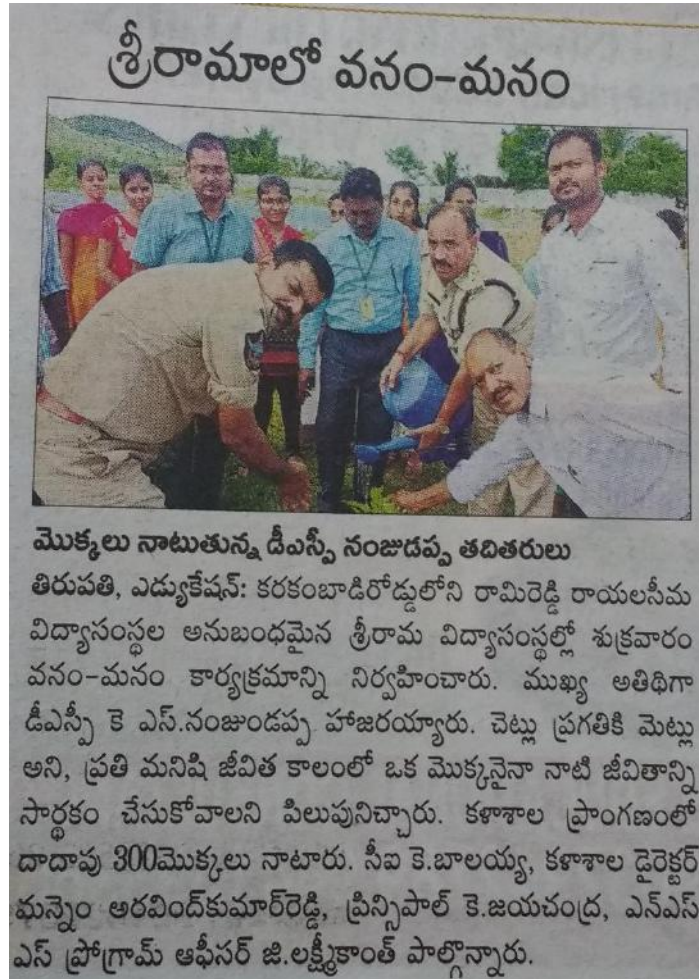 శ్రీరామాలో వనం-మనం
మొక్కలు నాటుతున్న డీఎస్పీ నంజుడప్ప తదితరులు
తిరుపతి, ఎడ్యుకేషన్: కరకంబాడిరోడ్డులోని రామిరెడ్డి రాయలసీమ
విద్యాసంస్థల అనుబంధమైన శ్రీరామ విద్యాసంస్థల్లో శుక్రవారం
వనం-మనం కార్యక్రమాన్ని నిర్వహించారు. ముఖ్య అతిథిగా
డీఎస్పీ కె ఎస్.నంజుండప్ప హాజరయ్యారు. చెట్లు ప్రగతికి మెట్లు
అని, ప్రతి మనిషి జీవిత కాలంలో ఒక మొక్కనైనా నాటి జీవితాన్ని
సార్థకం చేసుకోవాలని పిలుపునిచ్చారు. కళాశాల ప్రాంగణంలో
దాదాపు 300మొక్కలు నాటారు. సీఐ కె.బాలయ్య, కళాశాల డైరెక్టర్
మన్నెం అరవింద్‌కుమార్‌రెడ్డి, ప్రిన్సిపాల్ కె.జయచంద్ర, ఎన్ఎస్
ఎస్ ప్రోగ్రామ్ ఆఫీసర్ జి.లక్ష్మీకాంత్ పాల్గొన్నారు.